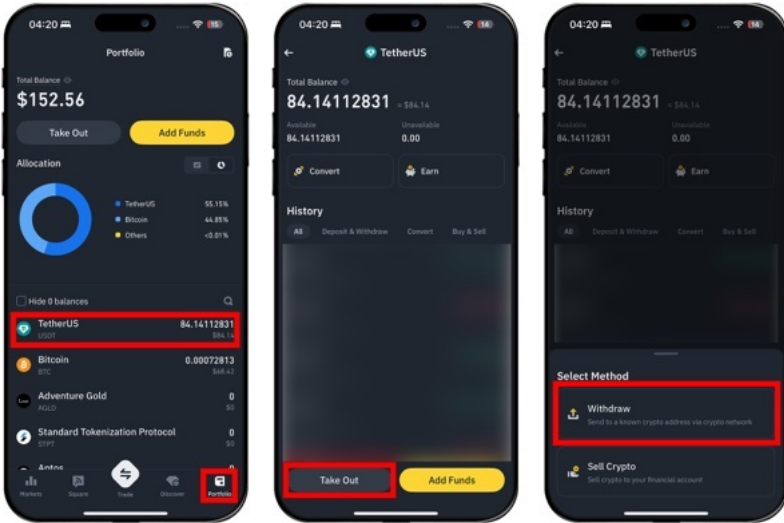 04:20
15
Portfolio
Total Balance
$152.56
Take Out
Add Funds
Allocation
TetherUS 55.15%
Bitcoin 44.85%
Others <0.01%
Hide 0 balances
TetherUS 84.14112831
USDT $84.14
Bitcoin 0.00072813
BTC $68.42
Adventure Gold 0
AGLD $0
Standard Tokenization Protocol 0
STPT $0
Aptos 0
Markets Square Trade Discover Portfolio
04:20
14
TetherUS
Total Balance
84.14112831 ≈ $84.14
Available Unavailable
84.14112831 0.00
Convert Earn
History
All Deposit & Withdraw Convert Buy & Sell
Take Out Add Funds
04:20
14
TetherUS
Total Balance
84.14112831 ≈ $84.14
Available Unavailable
84.14112831 0.00
Convert Earn
History
All Deposit & Withdraw Convert Buy & Sell
Select Method
Withdraw
Send to a known crypto address via crypto network
Sell Crypto
Sell crypto to your financial account